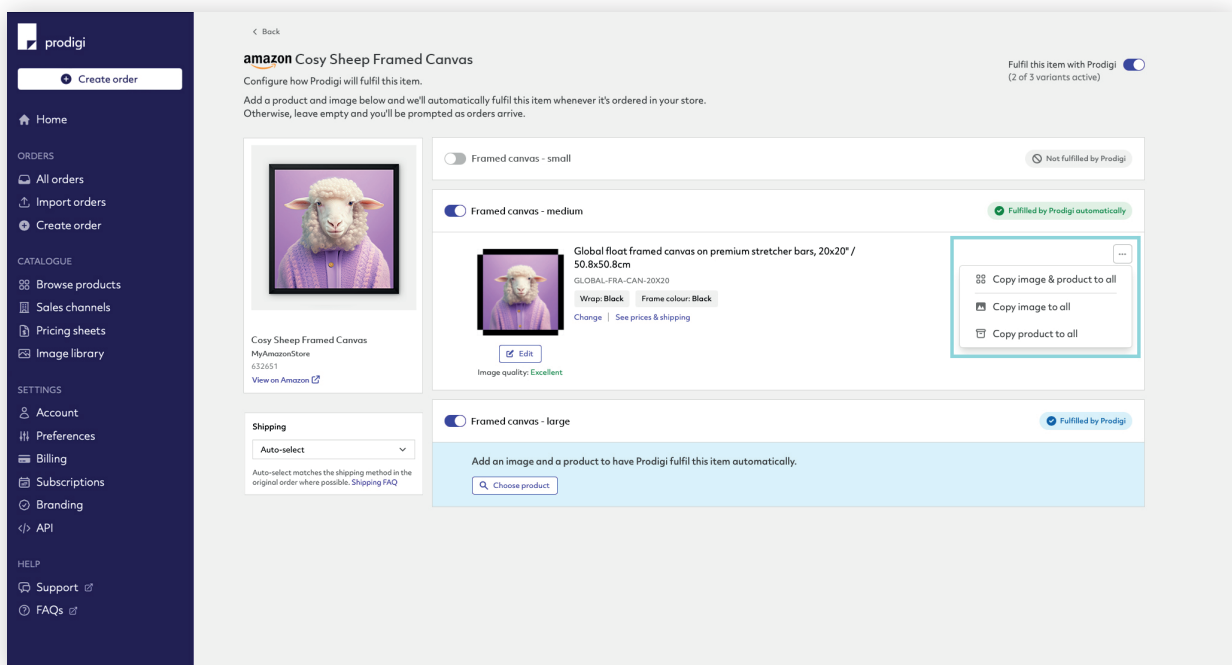 prodigi
Create order
Home
ORDERS
All orders
Import orders
Create order
CATALOGUE
Browse products
Sales channels
Pricing sheets
Image library
SETTINGS
Account
Preferences
Billing
Subscriptions
Branding
API
HELP
Support
FAQs
Back
amazon Cosy Sheep Framed Canvas
Configure how Prodigi will fulfil this item.
Add a product and image below and we'll automatically fulfil this item whenever it's ordered in your store.
Otherwise, leave empty and you'll be prompted as orders arrive.
Fulfil this item with Prodigi
(2 of 3 variants active)
Cosy Sheep Framed Canvas
MyAmazonStore
632651
View on Amazon
Shipping
Auto-select
Auto-select matches the shipping method in the
original order where possible. Shipping FAQ
Framed canvas - small
Not fulfilled by Prodigi
Framed canvas - medium
Fulfilled by Prodigi automatically
Global float framed canvas on premium stretcher bars, 20x20" /
50.8x50.8cm
GLOBAL-FRA-CAN-20X20
Wrap: Black Frame colour: Black
Change | See prices & shipping
Edit
Image quality: Excellent
...
Copy image & product to all
Copy image to all
Copy product to all
Framed canvas - large
Fulfilled by Prodigi
Add an image and a product to have Prodigi fulfil this item automatically.
Choose product